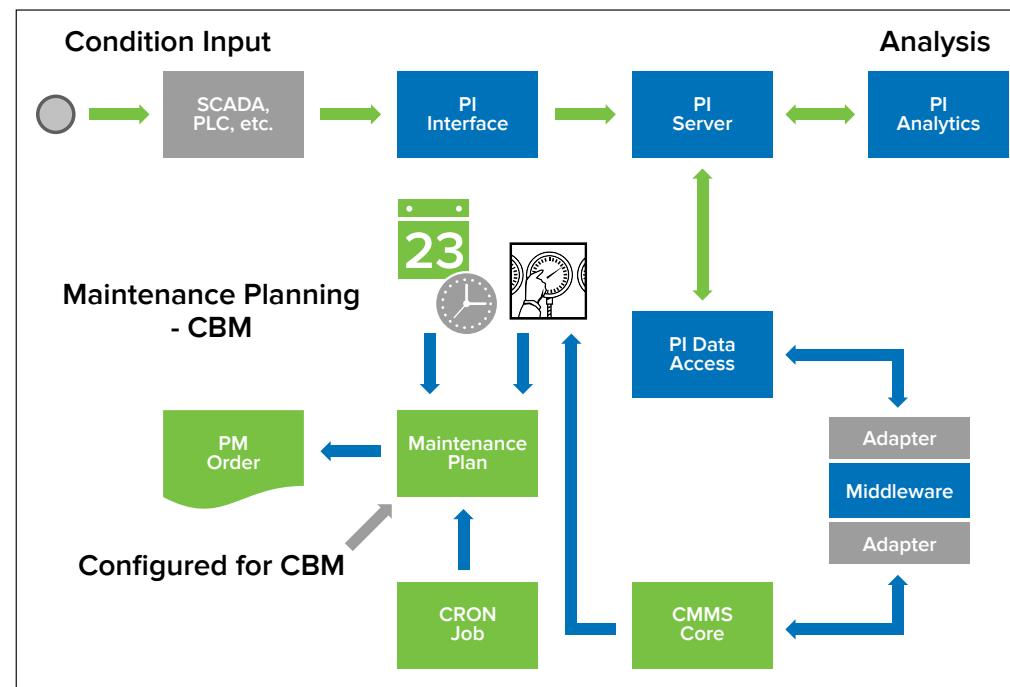 Condition Input
Analysis
SCADA,
PLC, etc.
PI
Interface
PI
Server
PI
Analytics
23
Maintenance Planning
- CBM
PI Data
Access
PM
Order
Maintenance
Plan
Adapter
Middleware
Adapter
Configured for CBM
CRON
Job
CMMS
Core